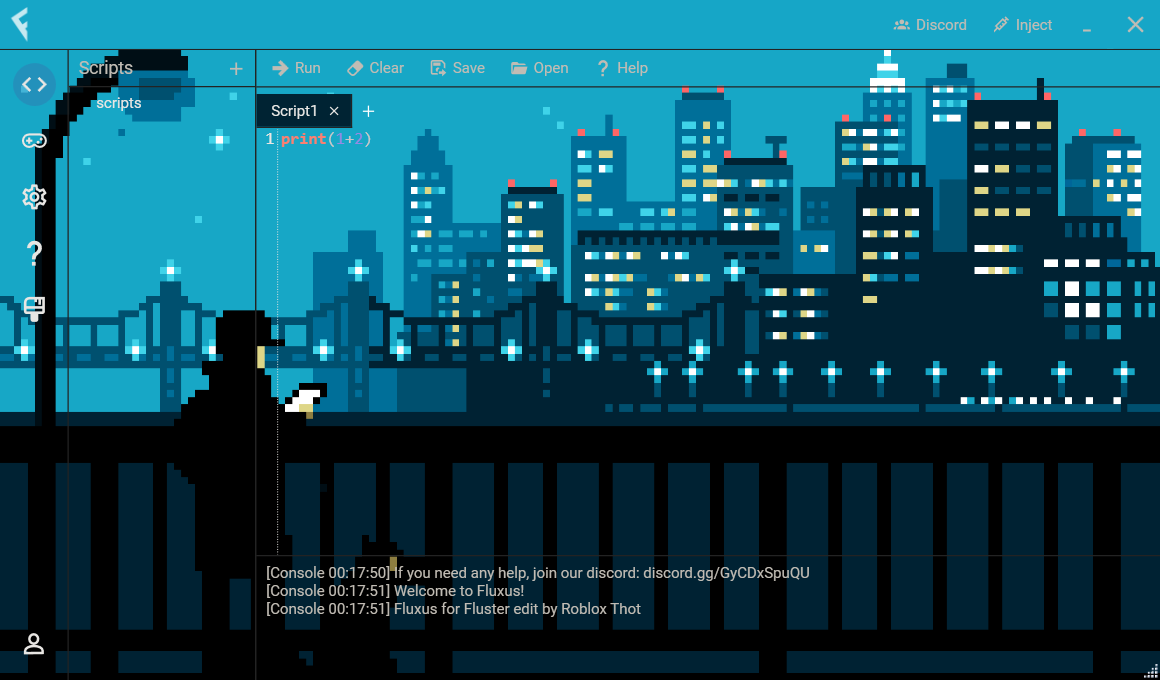 Discord Inject
Scripts + Run Clear Save Open Help
scripts
Script1 × +
1 print(1+2)
[Console 00:17:50] If you need any help, join our discord: discord.gg/GyCDxSpuQU
[Console 00:17:51] Welcome to Fluxus!
[Console 00:17:51] Fluxus for Fluster edit by Roblox Thot